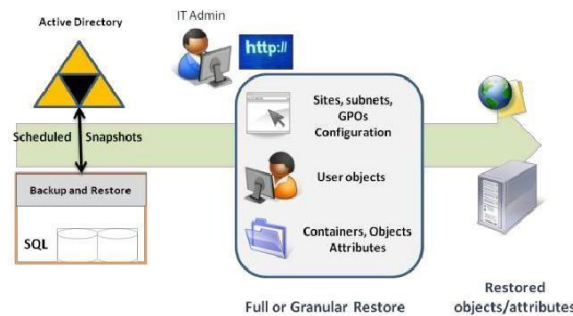 Active Directory
IT Admin
http://
Scheduled Snapshots
Backup and Restore
SQL
Sites, subnets,
GPOs
Configuration
User objects
Containers, Objects
Attributes
Full or Granular Restore
Restored
objects/attributes